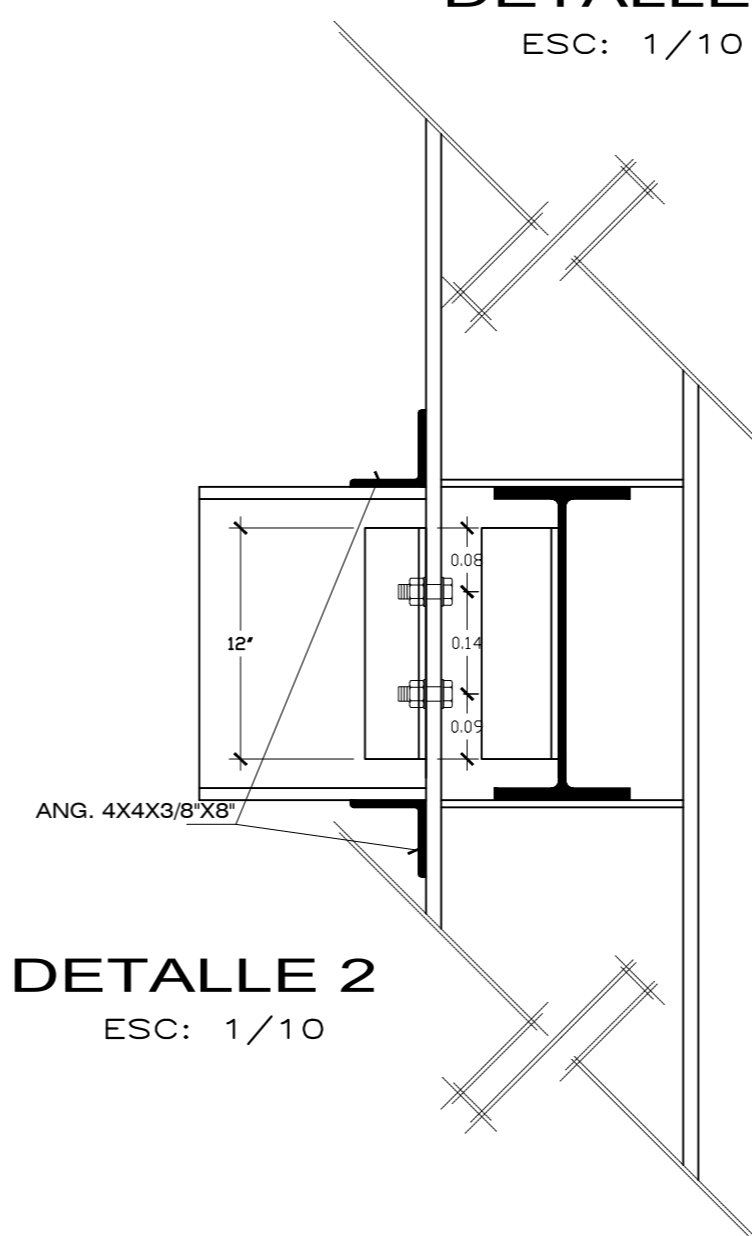 DETALLE
ESC: 1/10
0.08
12"
0.14
0.09
ANG. 4X4X3/8"X8"
DETALLE 2
ESC: 1/10